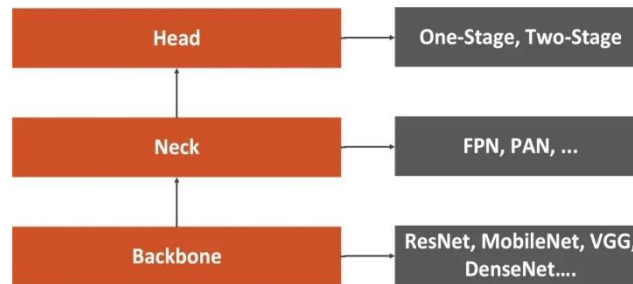 Head
One-Stage, Two-Stage
Neck
FPN, PAN, ...
Backbone
ResNet, MobileNet, VGG,
DenseNet....